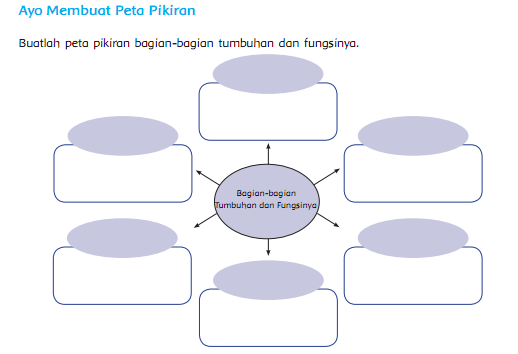 Ayo Membuat Peta Pikiran
Buatlah peta pikiran bagian-bagian tumbuhan dan fungsinya.
Bagian-bagian
Tumbuhan dan Fungsinya